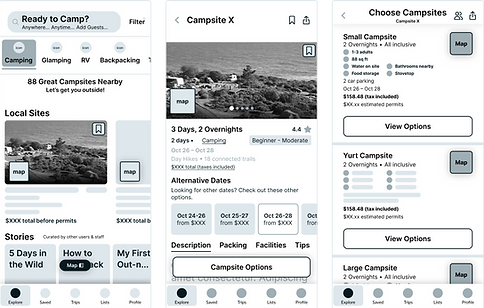 Ready to Camp?
Anywhere... Anytime... Add Guests...
Filter
icon
icon
icon
icon
Camping
Glamping
RV
Backpacking
88 Great Campsites Nearby
Let's get you outside!
Local Sites
map
map
$XXX total before permits
$XXX total
Stories
Curated by other users & staff
5 Days in
the Wild
How to
Pack
My First
Out-n...
Map
Explore
Saved
Trips
Lists
Profile
Campsite X
map
3 Days, 2 Overnights
4.4
2 days •
Camping
Beginner - Moderate
Oct 26 – Oct 28
Day Hikes • 18 connected trails
$XXX total (taxes included)
Alternative Dates
Looking for other dates? Check out these other
options.
Oct 24-26
from $XXX
Oct 25-27
from $XXX
Oct 26-28
from $XXX
Oct
from
Description
Packing
Facilities
Tips
Campsite Options
amet consectetur. Adipiscing
Explore
Saved
Trips
Lists
Profile
Choose Campsites
Campsite X
Small Campsite
2 Overnights • All inclusive
Map
1-3 adults
88 sq ft
Water on site
Bathrooms nearby
Food storage
Stovetop
2 car parking
Oct 26 – Oct 28
$158.48 (tax included)
$XX.xx estimated permits
View Options
Yurt Campsite
2 Overnights • All inclusive
Map
$158.48 (tax included)
$XX.xx estimated permits
View Options
Large Campsite
2 Overnights • All inclusive
Map
Explore
Saved
Trips
Lists
Profile